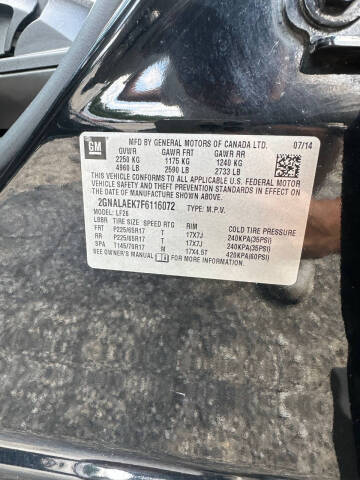 GM MFD BY GENERAL MOTORS OF CANADA LTD. 07/14
GVWR GAWR FRT GAWR RR
2250 KG 1175 KG 1240 KG
4960 LB 2590 LB 2733 LB
THIS VEHICLE CONFORMS TO ALL APPLICABLE U.S. FEDERAL MOTOR
VEHICLE SAFETY AND THEFT PREVENTION STANDARDS IN EFFECT ON
THE DATE OF MANUFACTURE SHOWN ABOVE.
2GNALAEK7F6116072 TYPE: M.P.V.
MODEL: LF26
LBBR TIRE SIZE SPEED RTG RIM COLD TIRE PRESSURE
FRT P225/65R17 T 17X7J 240KPA(35PSI)
RR P225/65R17 T 17X7J 240KPA(35PSI)
SPA T145/70R17 M 17X4.5T 420KPA(60PSI)
SEE OWNER'S MANUAL